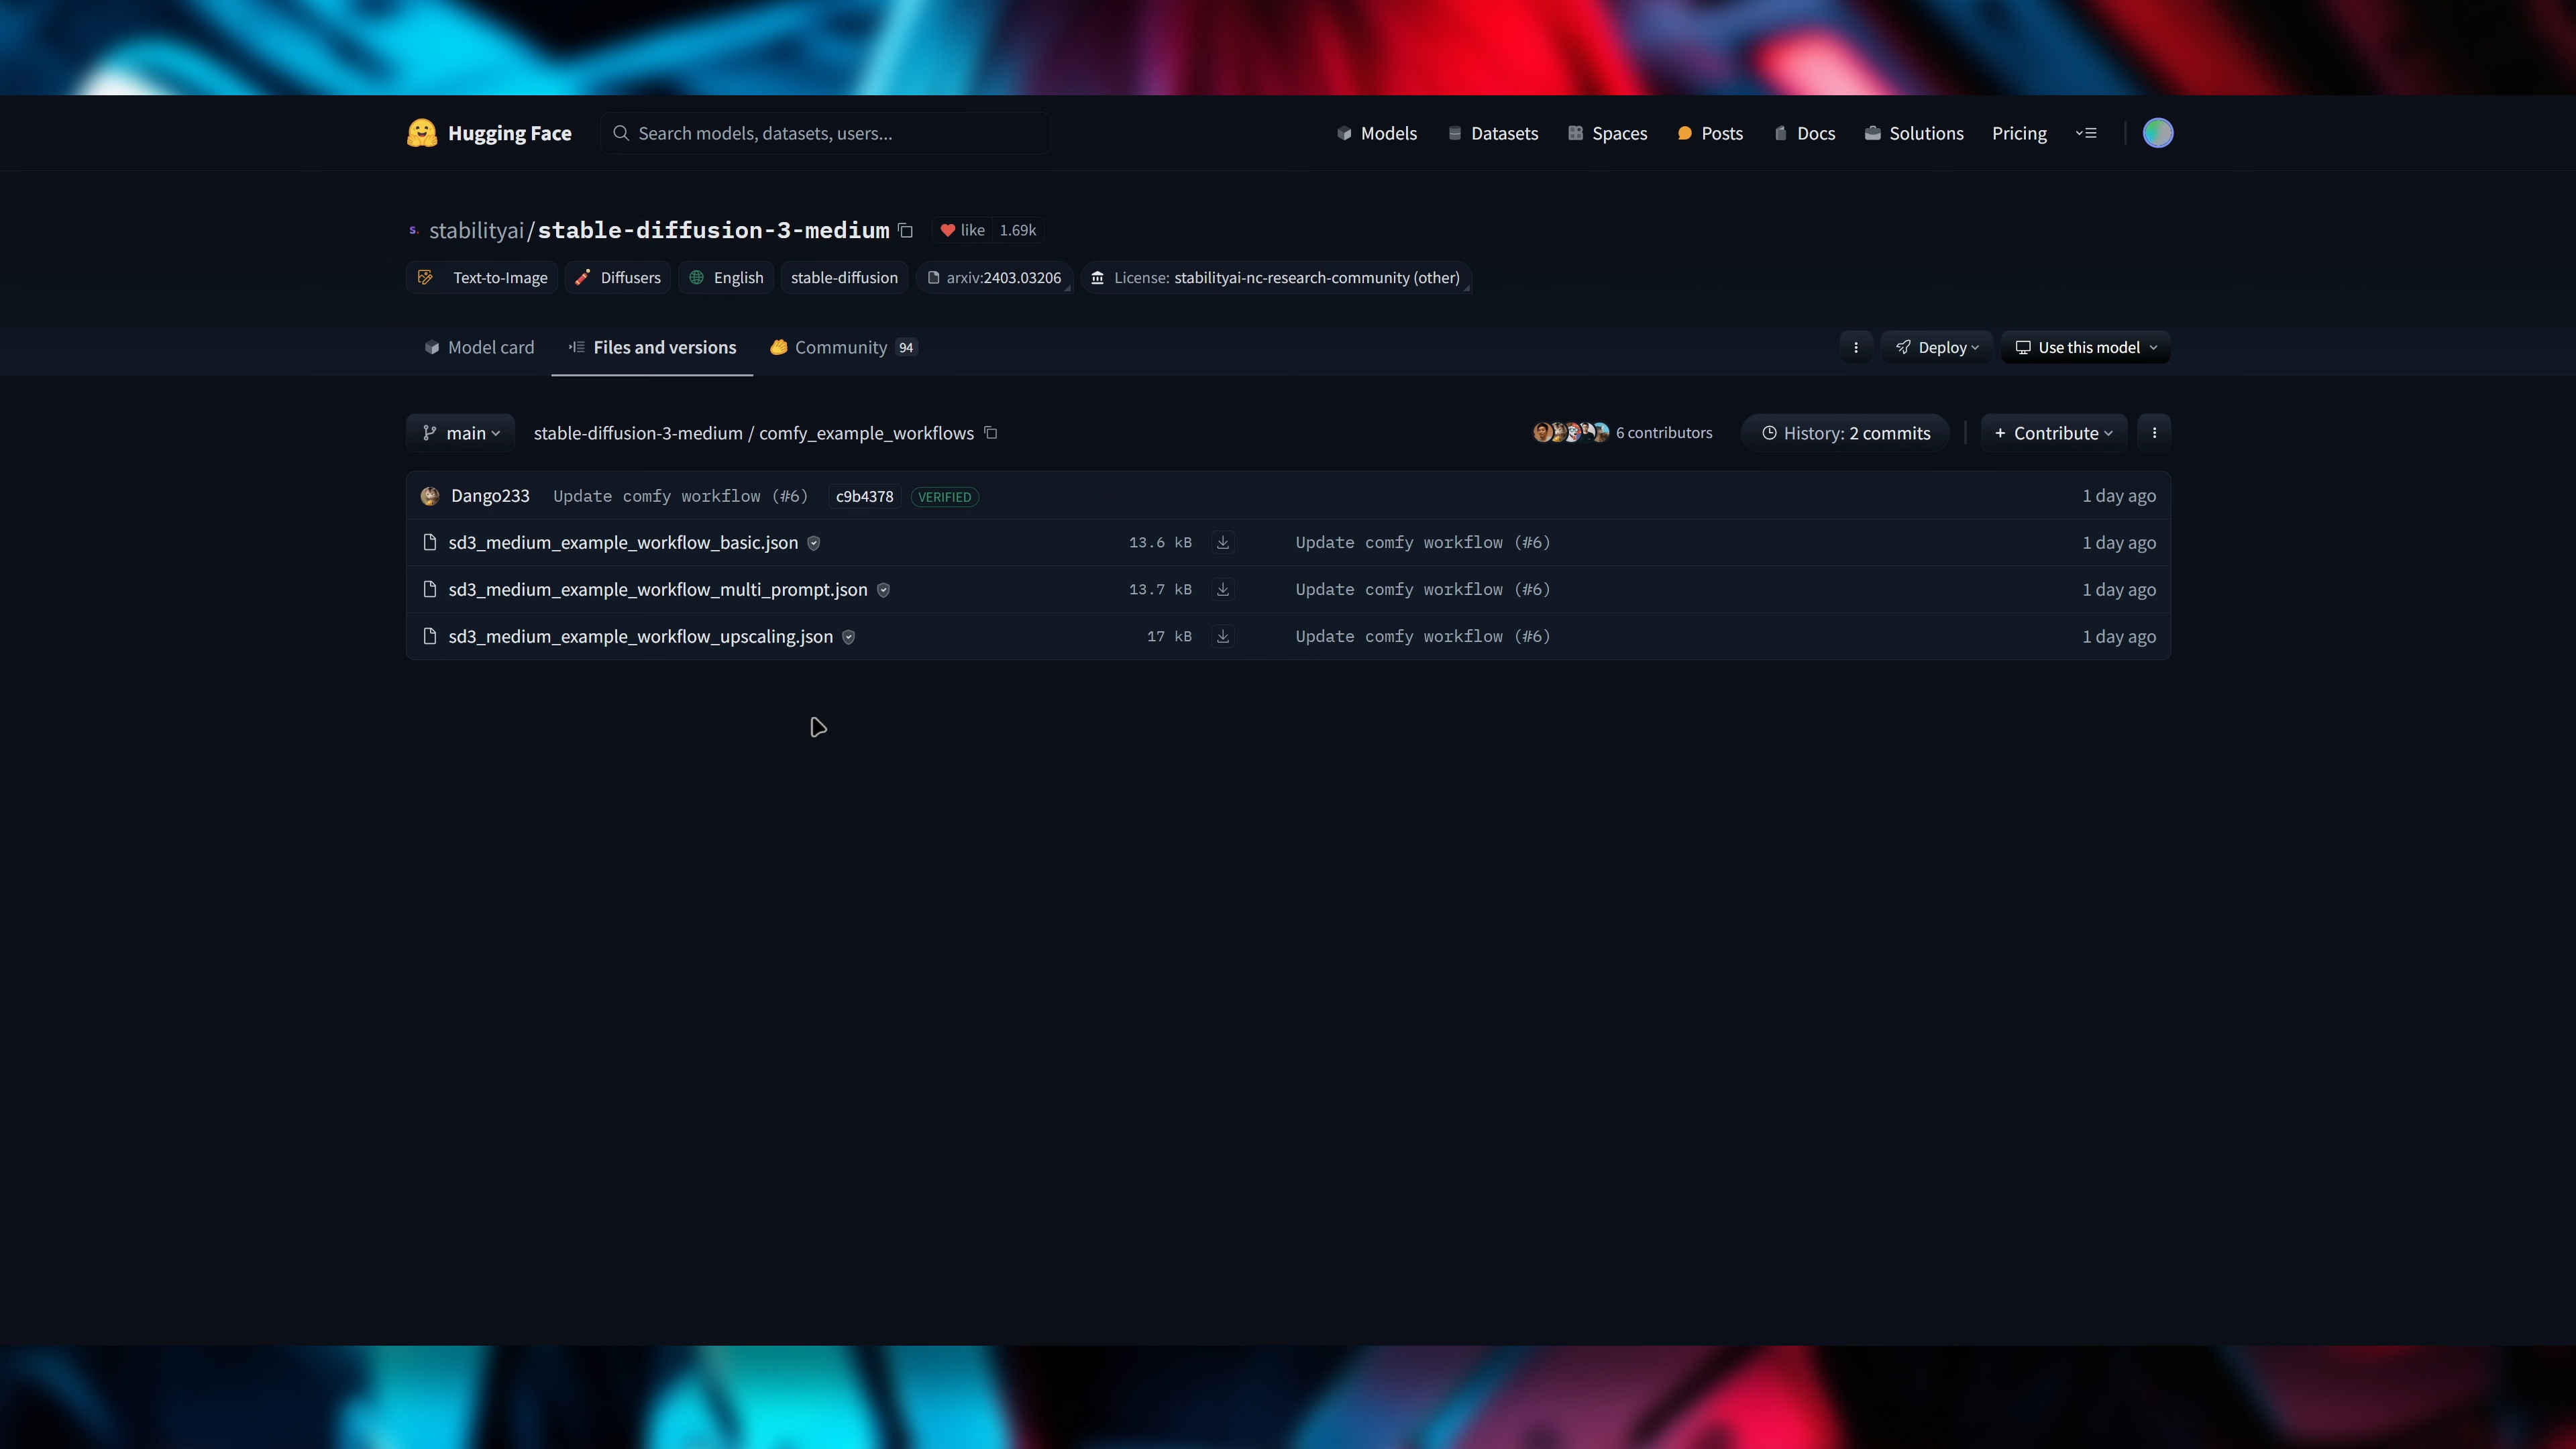 Hugging Face Search models, datasets, users... Models Datasets Spaces Posts Docs Solutions Pricing
s. stabilityai/stable-diffusion-3-medium like 1.69k
Text-to-Image Diffusers English stable-diffusion arxiv:2403.03206 License: stabilityai-nc-research-community (other)
Model card Files and versions Community 94 Deploy Use this model
main stable-diffusion-3-medium / comfy_example_workflows 6 contributors History: 2 commits + Contribute
Dango233 Update comfy workflow (#6) c9b4378 VERIFIED 1 day ago
sd3_medium_example_workflow_basic.json 13.6 kB Update comfy workflow (#6) 1 day ago
sd3_medium_example_workflow_multi_prompt.json 13.7 kB Update comfy workflow (#6) 1 day ago
sd3_medium_example_workflow_upscaling.json 17 kB Update comfy workflow (#6) 1 day ago